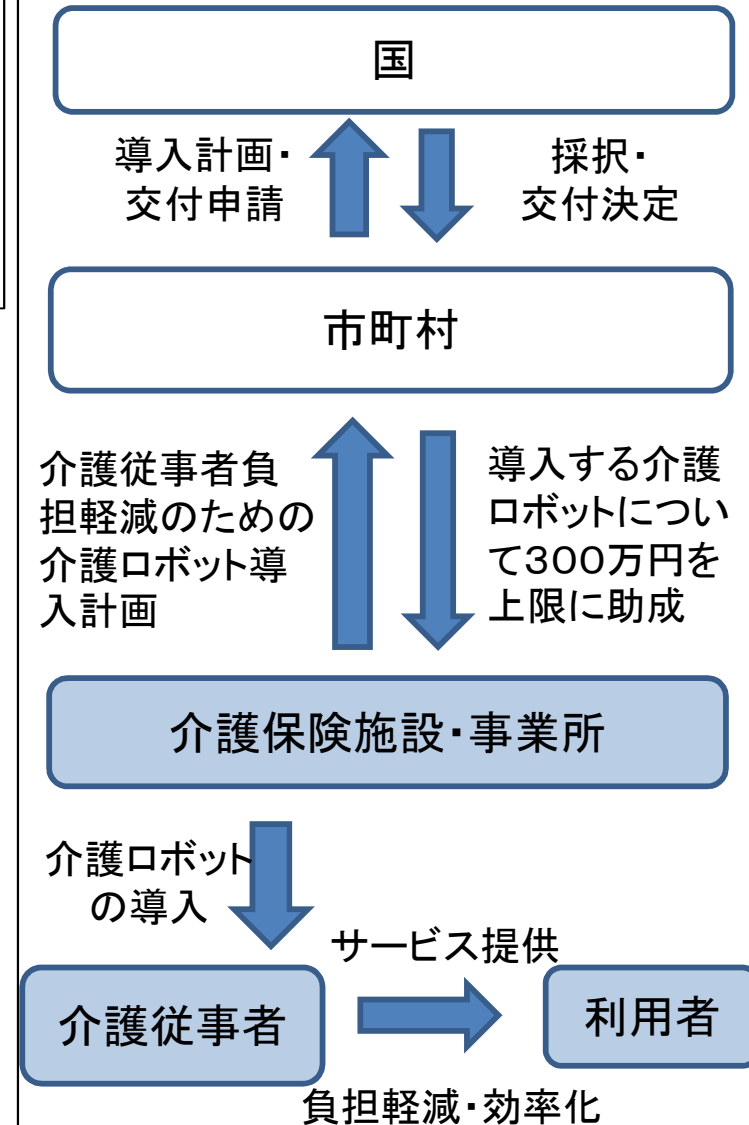 国
導入計画・
交付申請
採択・
交付決定
市町村
介護従事者負
担軽減のための
介護ロボット導
入計画
導入する介護
ロボットについ
て300万円を
上限に助成
介護保険施設・事業所
介護ロボット
の導入
サービス提供
介護従事者
利用者
負担軽減・効率化